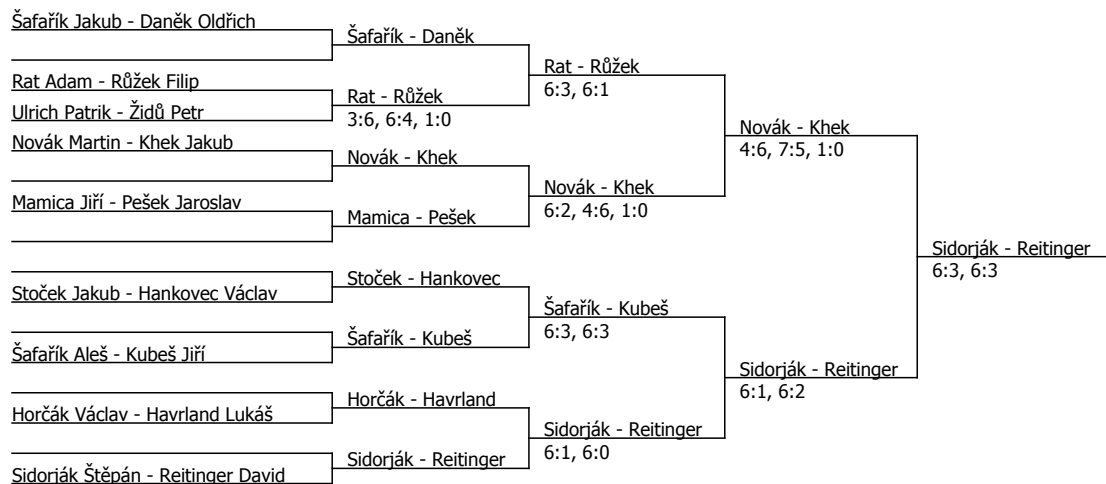 Šafařík Jakub - Daněk Oldřich
Rat Adam - Růžek Filip
Ulrich Patrik - Židů Petr
Novák Martin - Khek Jakub
Mamica Jiří - Pešek Jaroslav
Stoček Jakub - Hankovec Václav
Šafařík Aleš - Kubeš Jiří
Horčák Václav - Havrland Lukáš
Sidorják Štěpán - Reitinger David
Šafařík - Daněk
Rat - Růžek
3:6, 6:4, 1:0
Novák - Khek
Mamica - Pešek
Stoček - Hankovec
Šafařík - Kubeš
Horčák - Havrland
Sidorják - Reitinger
Rat - Růžek
6:3, 6:1
Novák - Khek
6:2, 4:6, 1:0
Šafařík - Kubeš
6:3, 6:3
Sidorják - Reitinger
6:1, 6:0
Novák - Khek
4:6, 7:5, 1:0
Sidorják - Reitinger
6:1, 6:2
Sidorják - Reitinger
6:3, 6:3